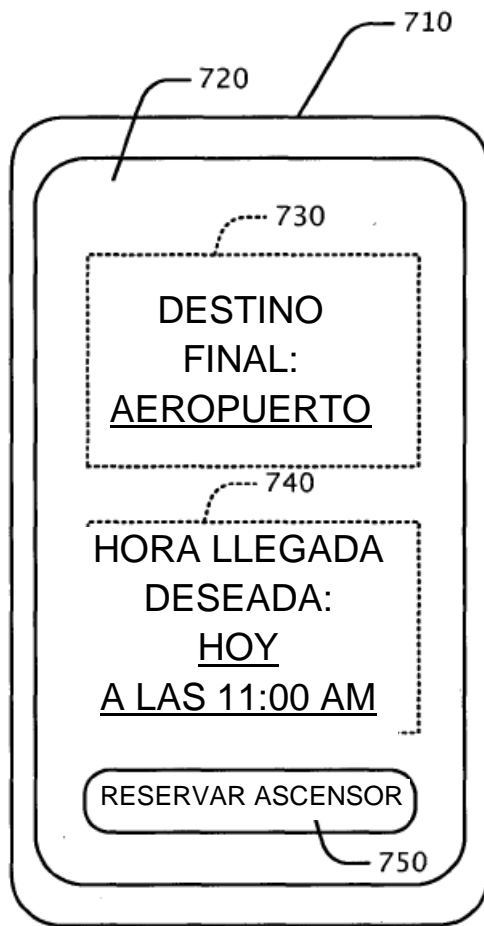 710
720
730
DESTINO
FINAL:
AEROPUERTO
740
HORA LLEGADA
DESEADA:
HOY
A LAS 11:00 AM
RESERVAR ASCENSOR
750